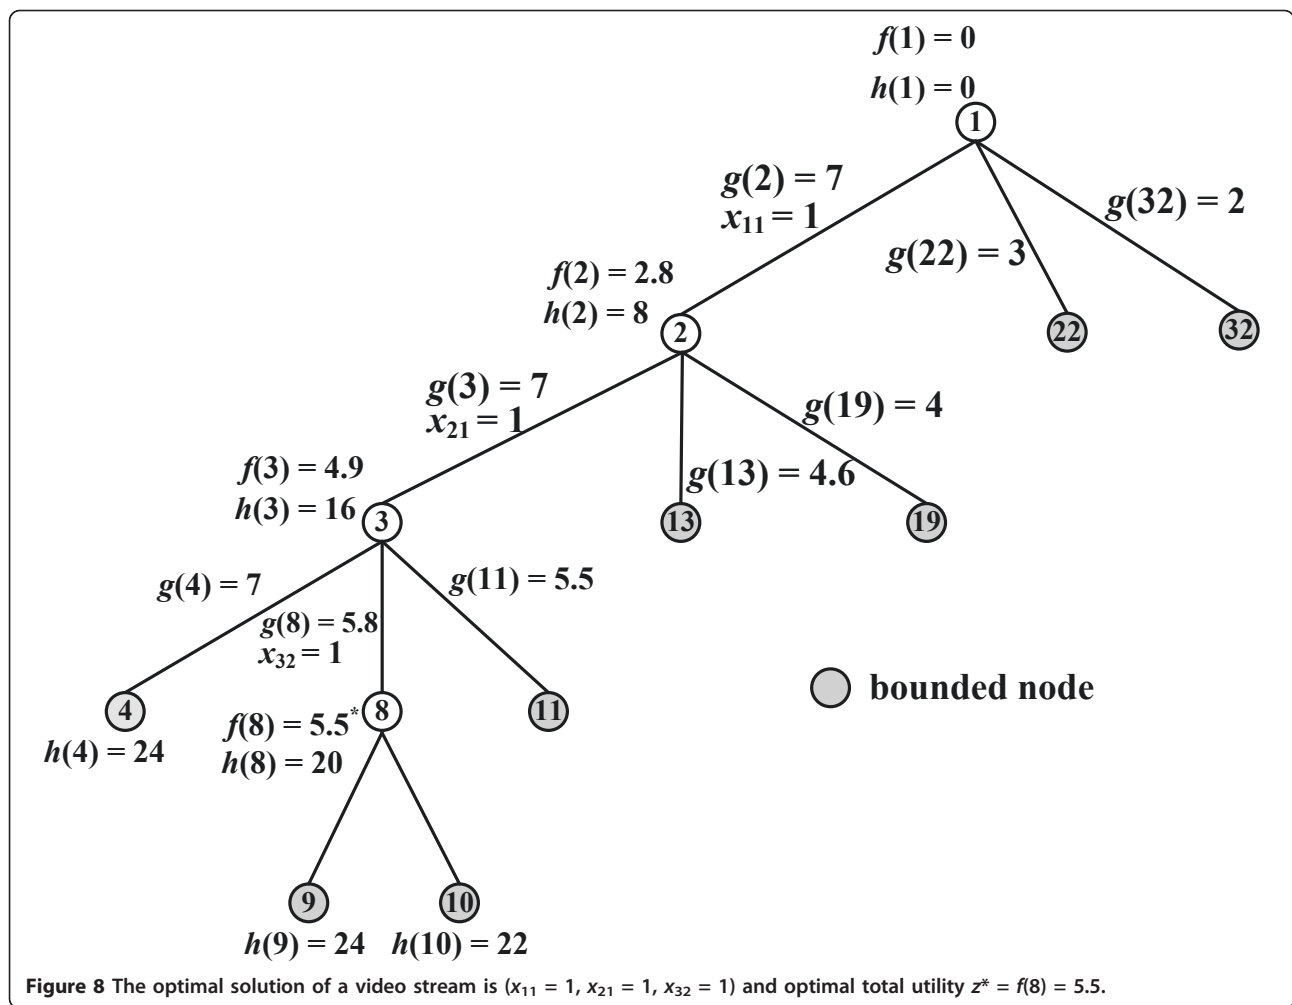 f(1) = 0
h(1) = 0
1
g(2) = 7
x₁₁ = 1
g(32) = 2
g(22) = 3
f(2) = 2.8
h(2) = 8
2
22
32
g(3) = 7
x₂₁ = 1
g(19) = 4
g(13) = 4.6
f(3) = 4.9
h(3) = 16
3
13
19
g(4) = 7
g(11) = 5.5
g(8) = 5.8
x₃₂ = 1
4
h(4) = 24
f(8) = 5.5*
h(8) = 20
8
11
bounded node
9
10
h(9) = 24
h(10) = 22
Figure 8 The optimal solution of a video stream is (x₁₁ = 1, x₂₁ = 1, x₃₂ = 1) and optimal total utility z* = f(8) = 5.5.